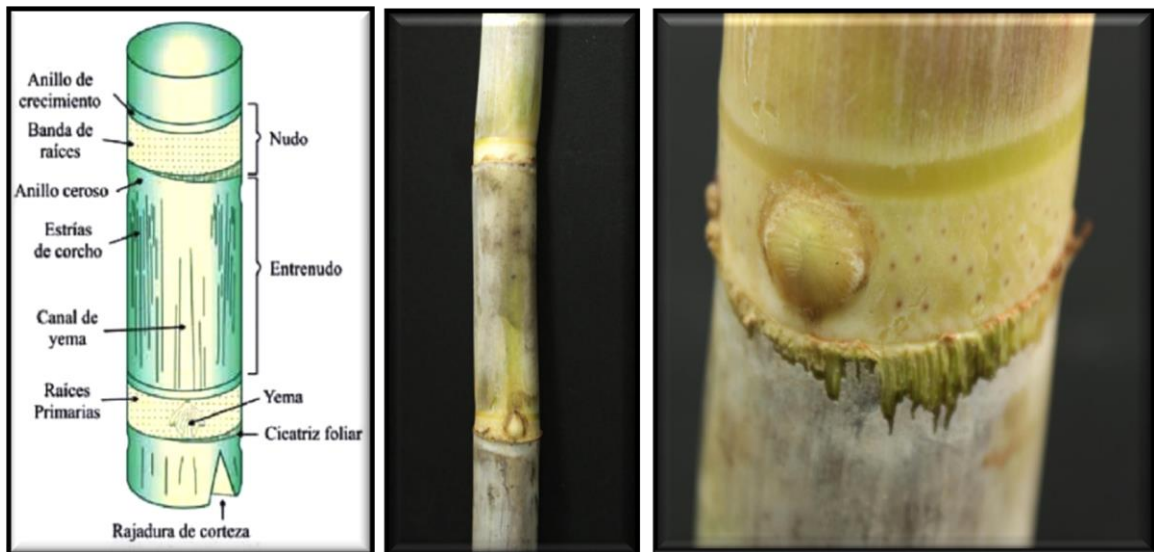 Anillo de
crecimiento
Banda de
raíces
Nudo
Anillo ceroso
Estrías
de corcho
Entrenudo
Canal de
yema
Raíces
Primarias
Yema
Cicatriz foliar
Rajadura de corteza